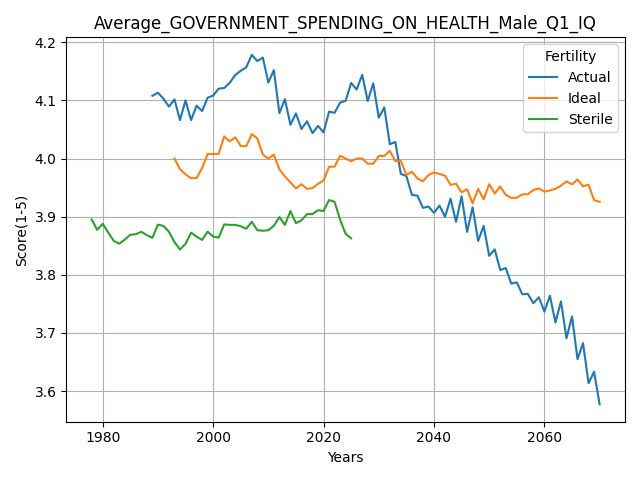 Average_GOVERNMENT_SPENDING_ON_HEALTH_Male_Q1_IQ
Fertility
Actual
Ideal
Sterile
Score(1-5)
4.2
4.1
4.0
3.9
3.8
3.7
3.6
1980 2000 2020 2040 2060
Years